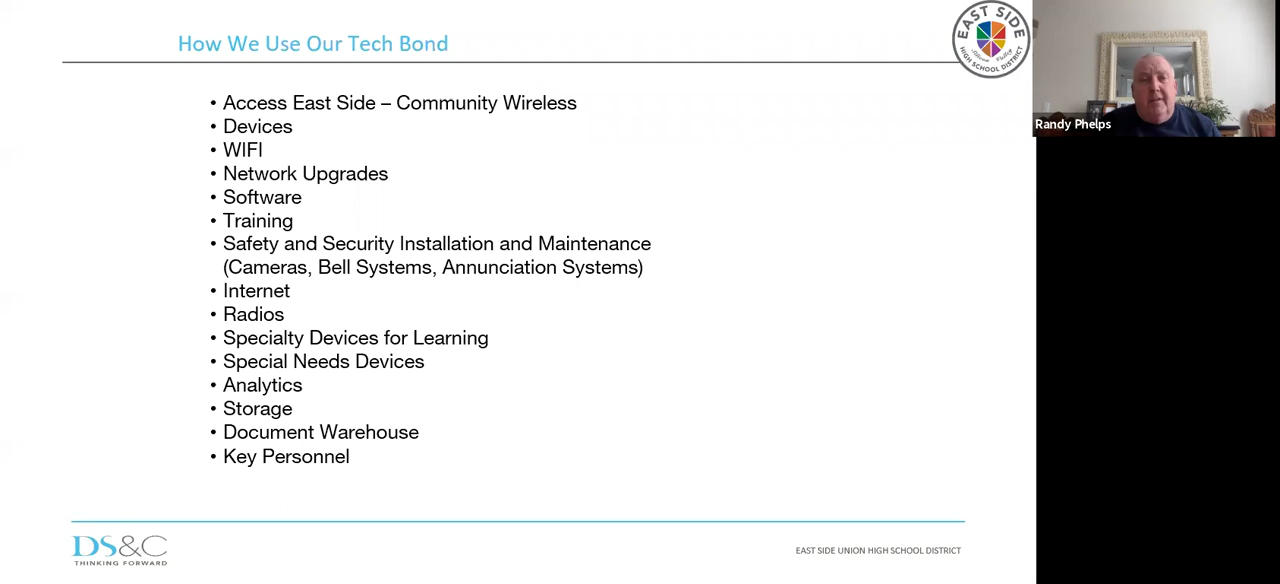 How We Use Our Tech Bond
EAST SIDE
HIGH SCHOOL DISTRICT
Randy Phelps
• Access East Side – Community Wireless
• Devices
• WIFI
• Network Upgrades
• Software
• Training
• Safety and Security Installation and Maintenance
(Cameras, Bell Systems, Annunciation Systems)
• Internet
• Radios
• Specialty Devices for Learning
• Special Needs Devices
• Analytics
• Storage
• Document Warehouse
• Key Personnel
DS&C
THINKING FORWARD
EAST SIDE UNION HIGH SCHOOL DISTRICT